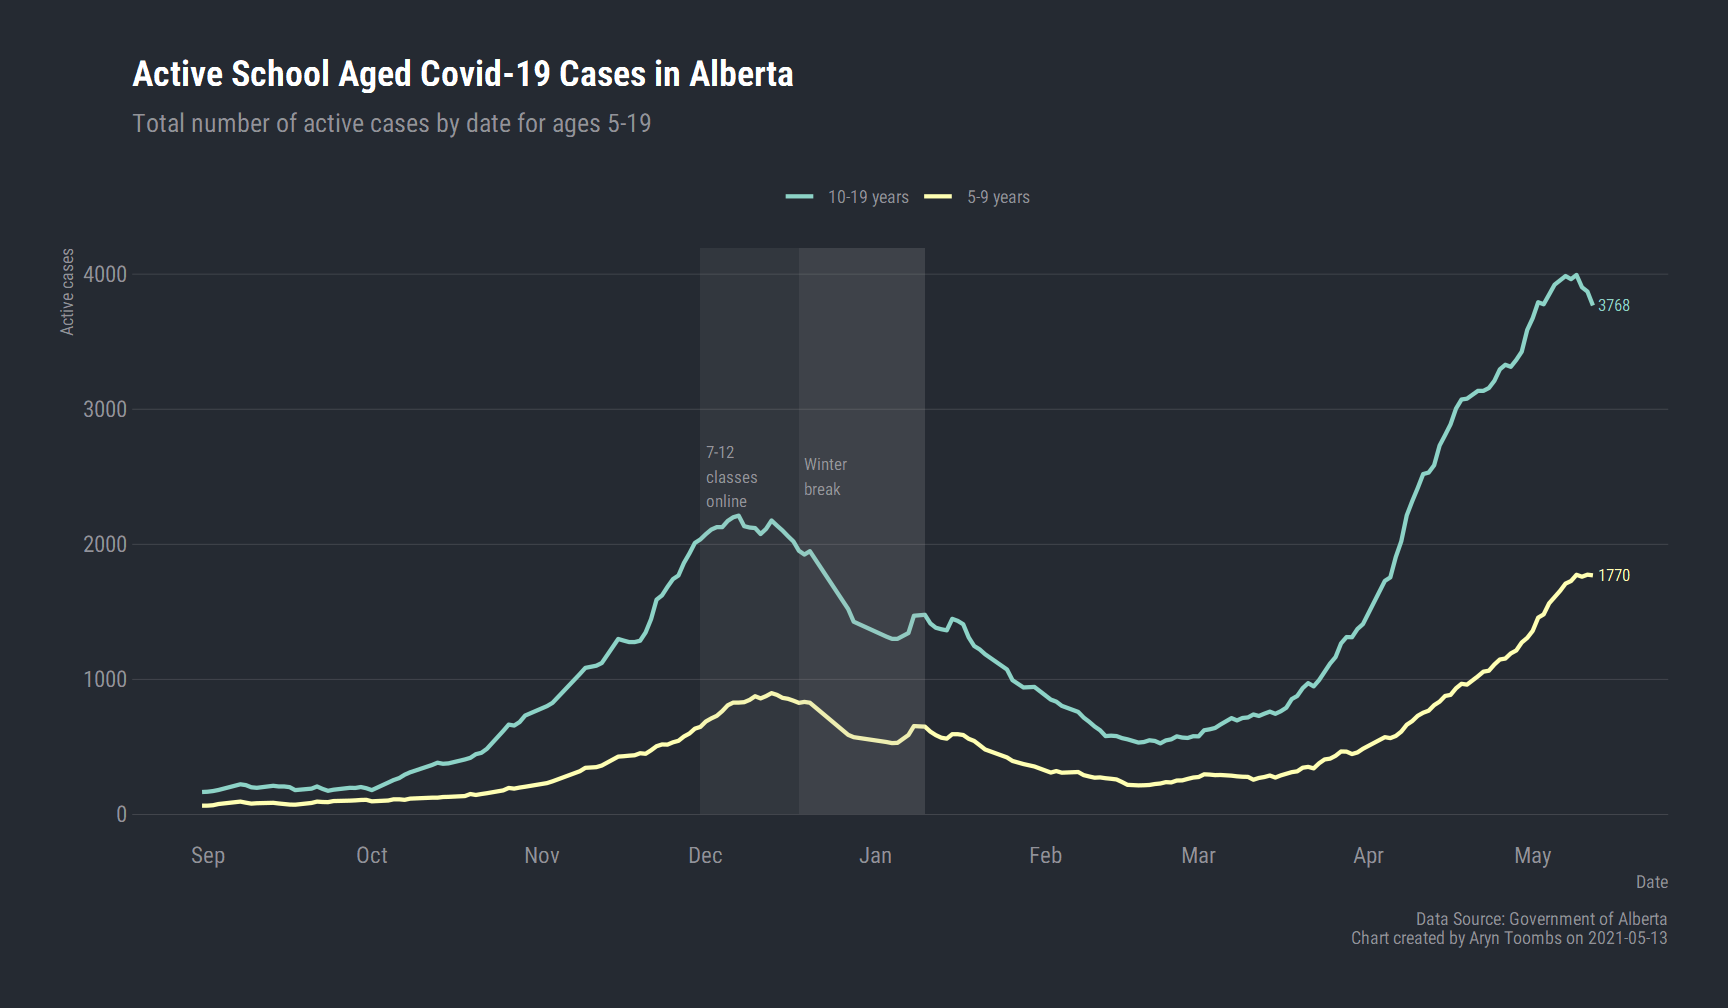 Active School Aged Covid-19 Cases in Alberta
Total number of active cases by date for ages 5-19
10-19 years
5-9 years
Active cases
4000
3000
2000
1000
0
7-12
classes
online
Winter
break
3768
1770
Sep
Oct
Nov
Dec
Jan
Feb
Mar
Apr
May
Date
Data Source: Government of Alberta
Chart created by Aryn Toombs on 2021-05-13